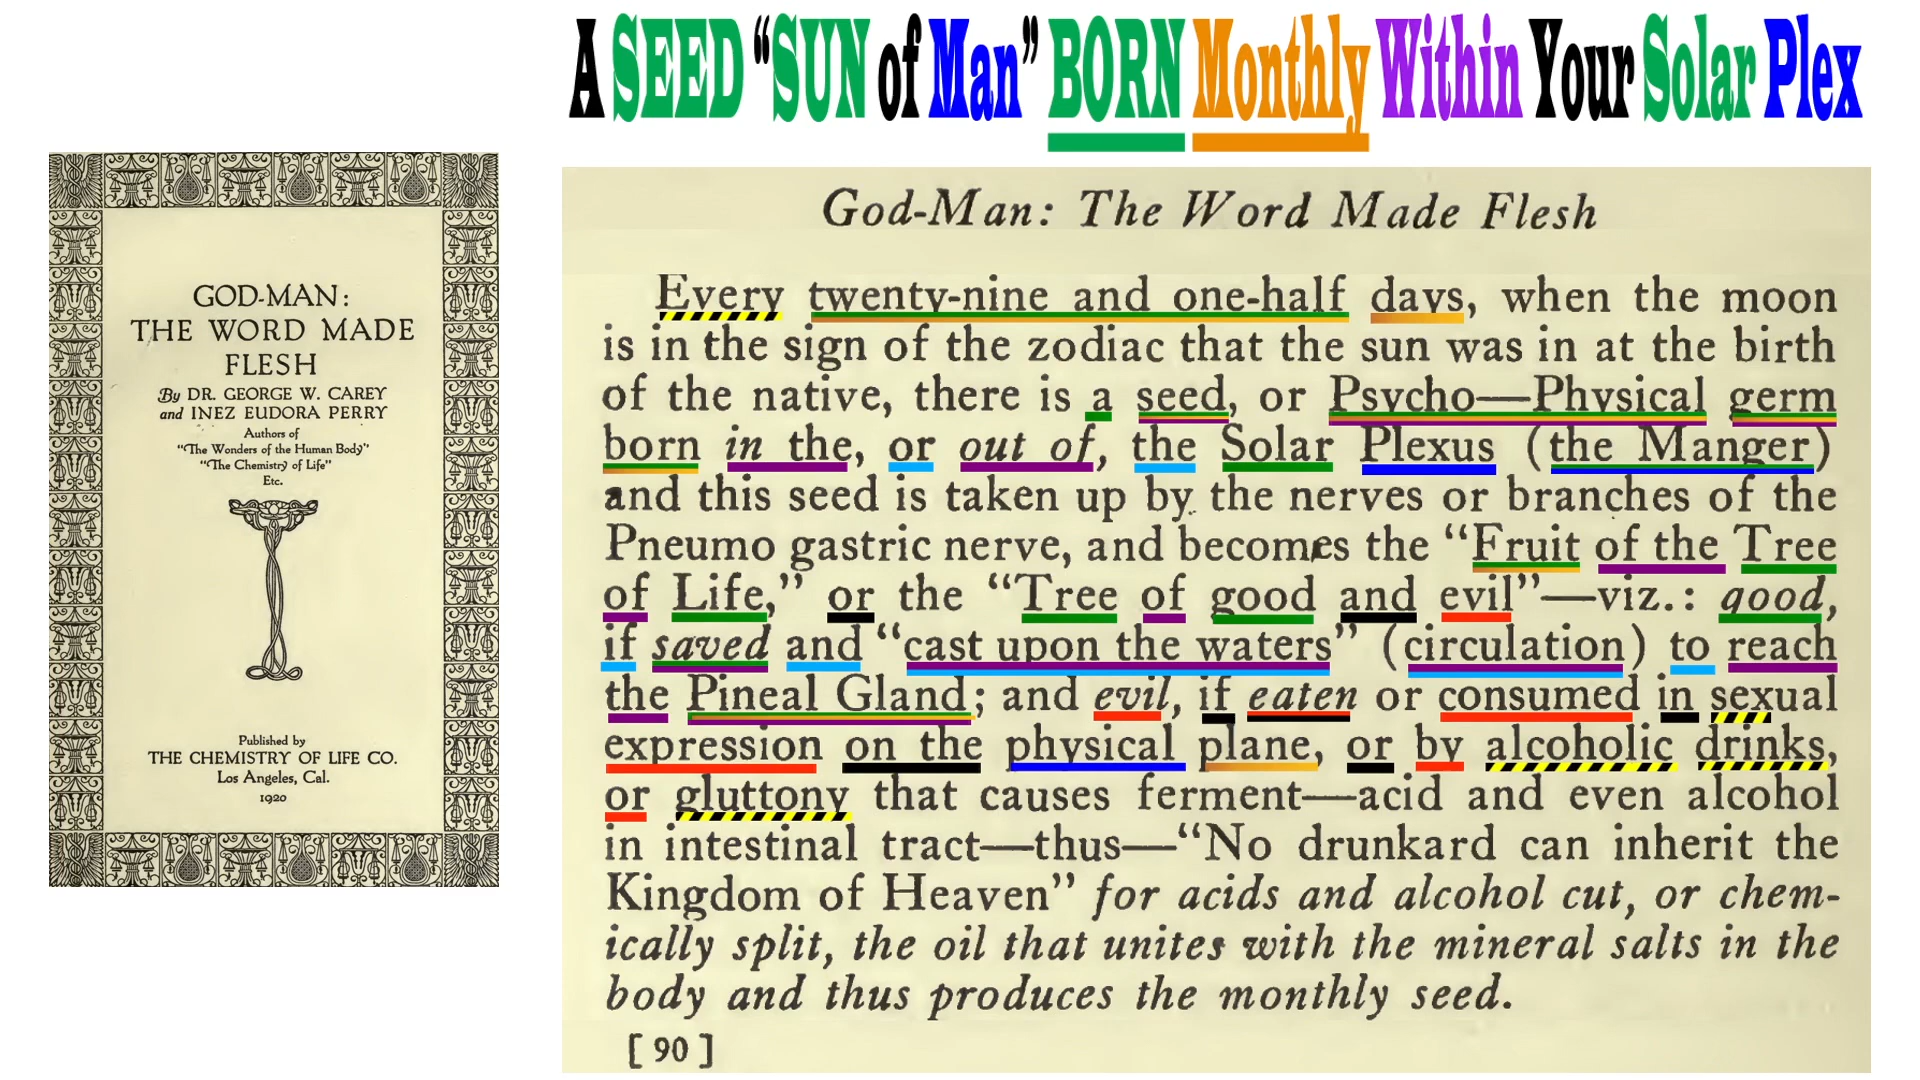 A SEED “SUN of Man” BORN Monthly Within Your Solar Plex
GOD-MAN:
THE WORD MADE
FLESH
By DR. GEORGE W. CAREY
and INEZ EUDORA PERRY
Authors of
“The Wonders of the Human Body”
“The Chemistry of Life”
Etc.
Published by
THE CHEMISTRY OF LIFE CO.
Los Angeles, Cal.
1920
God-Man: The Word Made Flesh
Every twenty-nine and one-half days, when the moon
is in the sign of the zodiac that the sun was in at the birth
of the native, there is a seed, or Psycho—Physical germ
born in the, or out of, the Solar Plexus (the Manger)
and this seed is taken up by the nerves or branches of the
Pneumo gastric nerve, and becomes the “Fruit of the Tree
of Life,” or the “Tree of good and evil”—viz.: good,
if saved and “cast upon the waters” (circulation) to reach
the Pineal Gland; and evil, if eaten or consumed in sexual
expression on the physical plane, or by alcoholic drinks,
or gluttony that causes ferment—acid and even alcohol
in intestinal tract—thus—“No drunkard can inherit the
Kingdom of Heaven” for acids and alcohol cut, or chem-
ically split, the oil that unites with the mineral salts in the
body and thus produces the monthly seed.
[ 90 ]